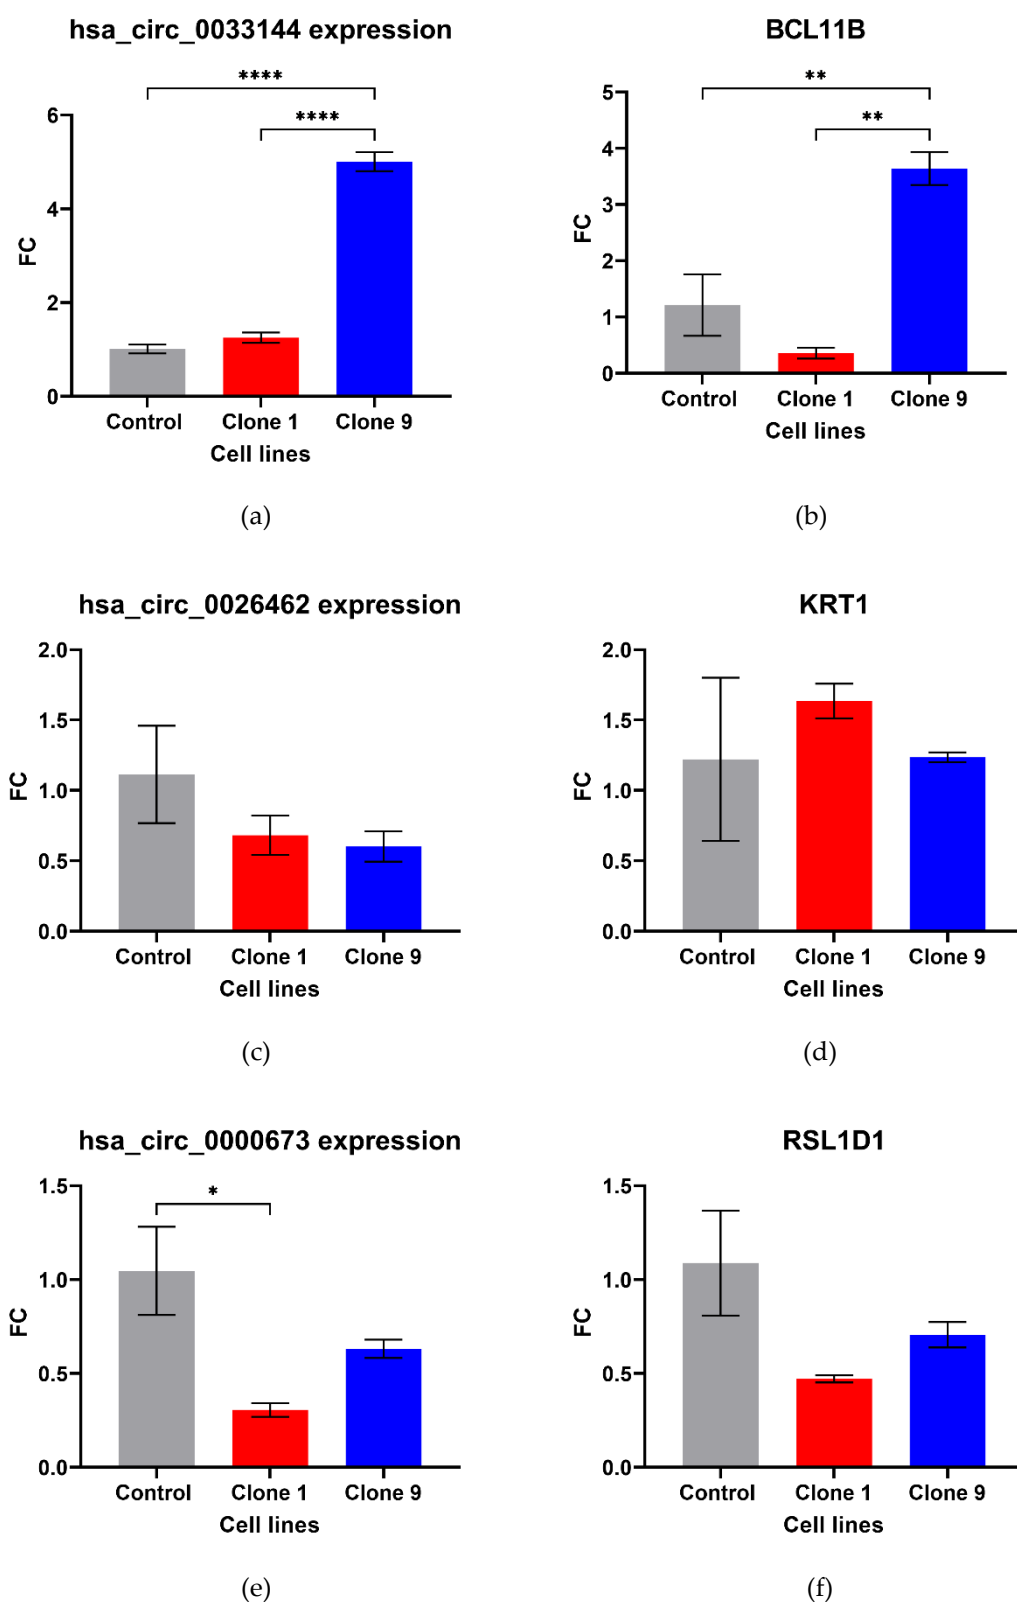 hsa_circ_0033144 expression
****
****
6
4
2
0
FC
Control Clone 1 Clone 9
Cell lines
(a)
BCL11B
**
**
5
4
3
2
1
0
FC
Control Clone 1 Clone 9
Cell lines
(b)
hsa_circ_0026462 expression
2.0
1.5
1.0
0.5
0.0
FC
Control Clone 1 Clone 9
Cell lines
(c)
KRT1
2.0
1.5
1.0
0.5
0.0
FC
Control Clone 1 Clone 9
Cell lines
(d)
hsa_circ_0000673 expression
*
1.5
1.0
0.5
0.0
FC
Control Clone 1 Clone 9
Cell lines
(e)
RSL1D1
1.5
1.0
0.5
0.0
FC
Control Clone 1 Clone 9
Cell lines
(f)